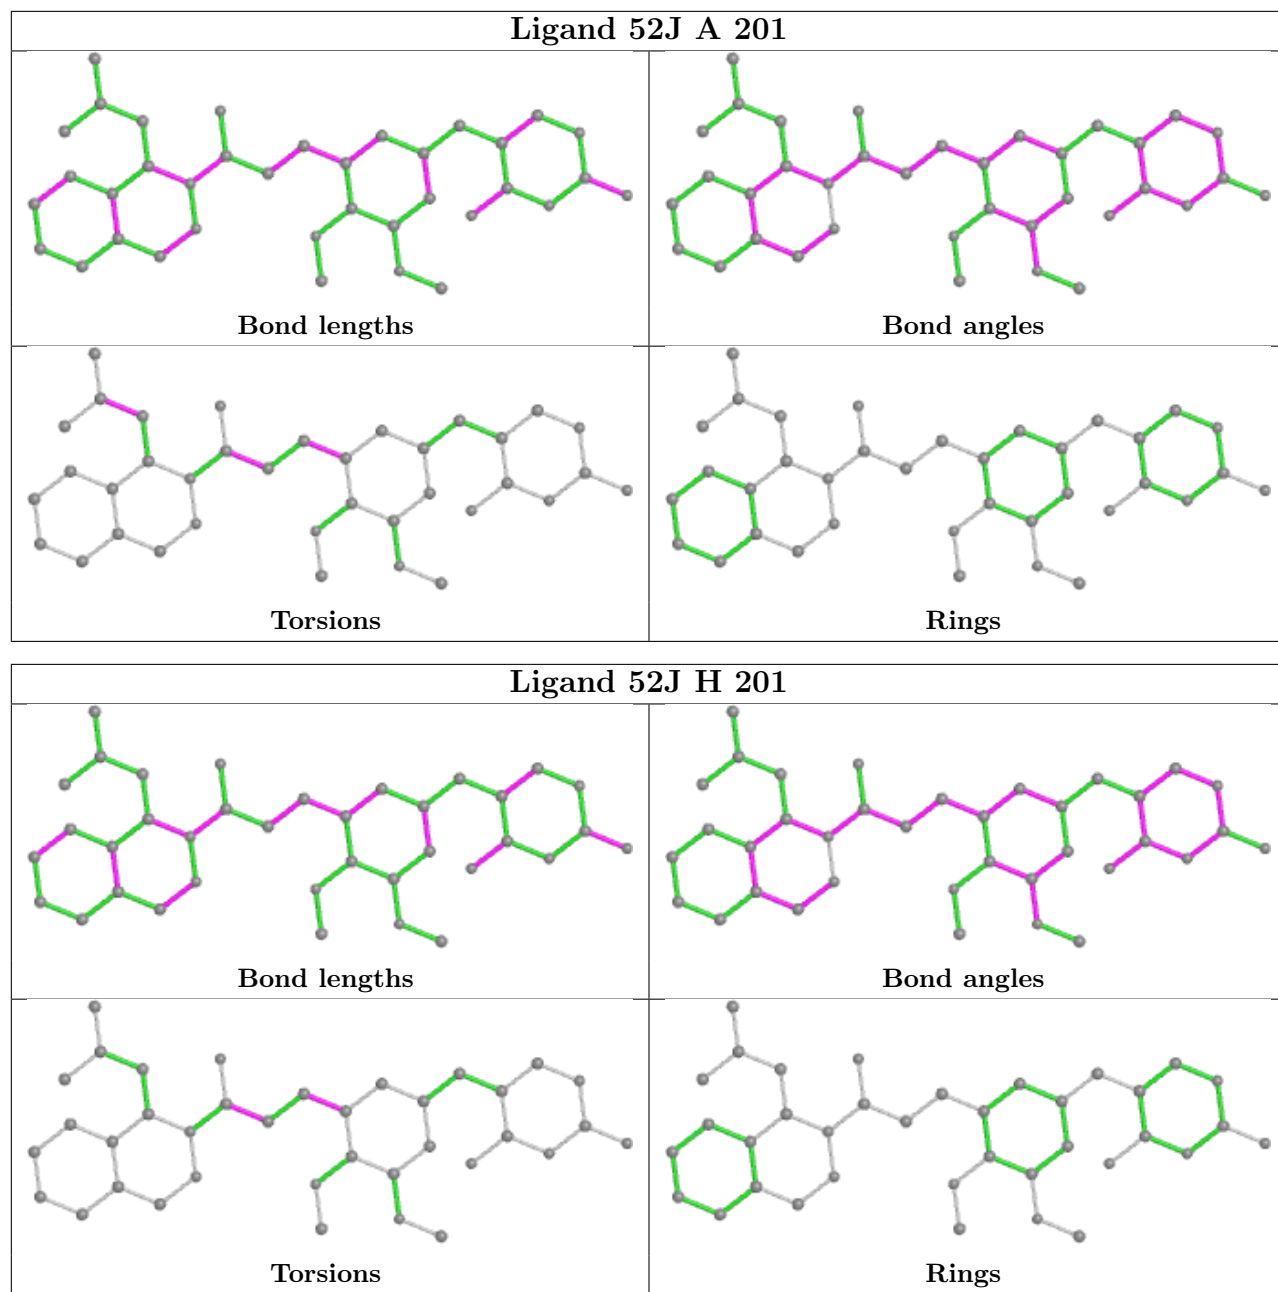 Ligand 52J A 201
Bond lengths
Bond angles
Torsions
Rings
Ligand 52J H 201
Bond lengths
Bond angles
Torsions
Rings